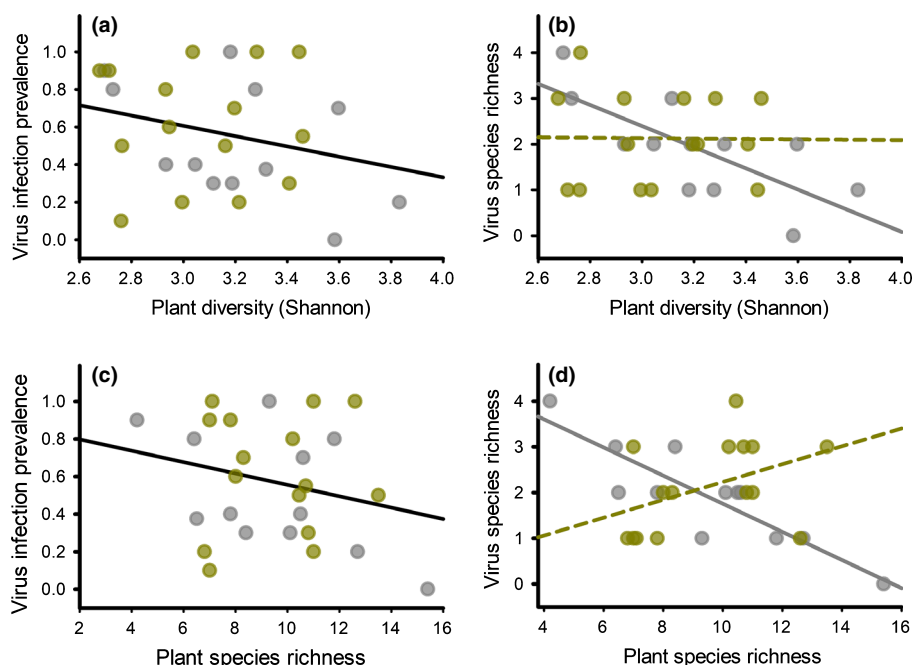 (a)
Virus infection prevalence
1.0
0.8
0.6
0.4
0.2
0.0
2.6 3.0 3.2 3.4 3.6 4.0
Plant diversity (Shannon)
(b)
Virus species richness
4
3
2
1
0
2.6 2.8 3.0 3.2 3.4 3.6 3.8 4.0
Plant diversity (Shannon)
(c)
Virus infection prevalence
1.0
0.8
0.6
0.4
0.2
0.0
2 4 6 8 10 12 14 16
Plant species richness
(d)
Virus species richness
4
3
2
1
0
4 6 8 10 12 14 16
Plant species richness